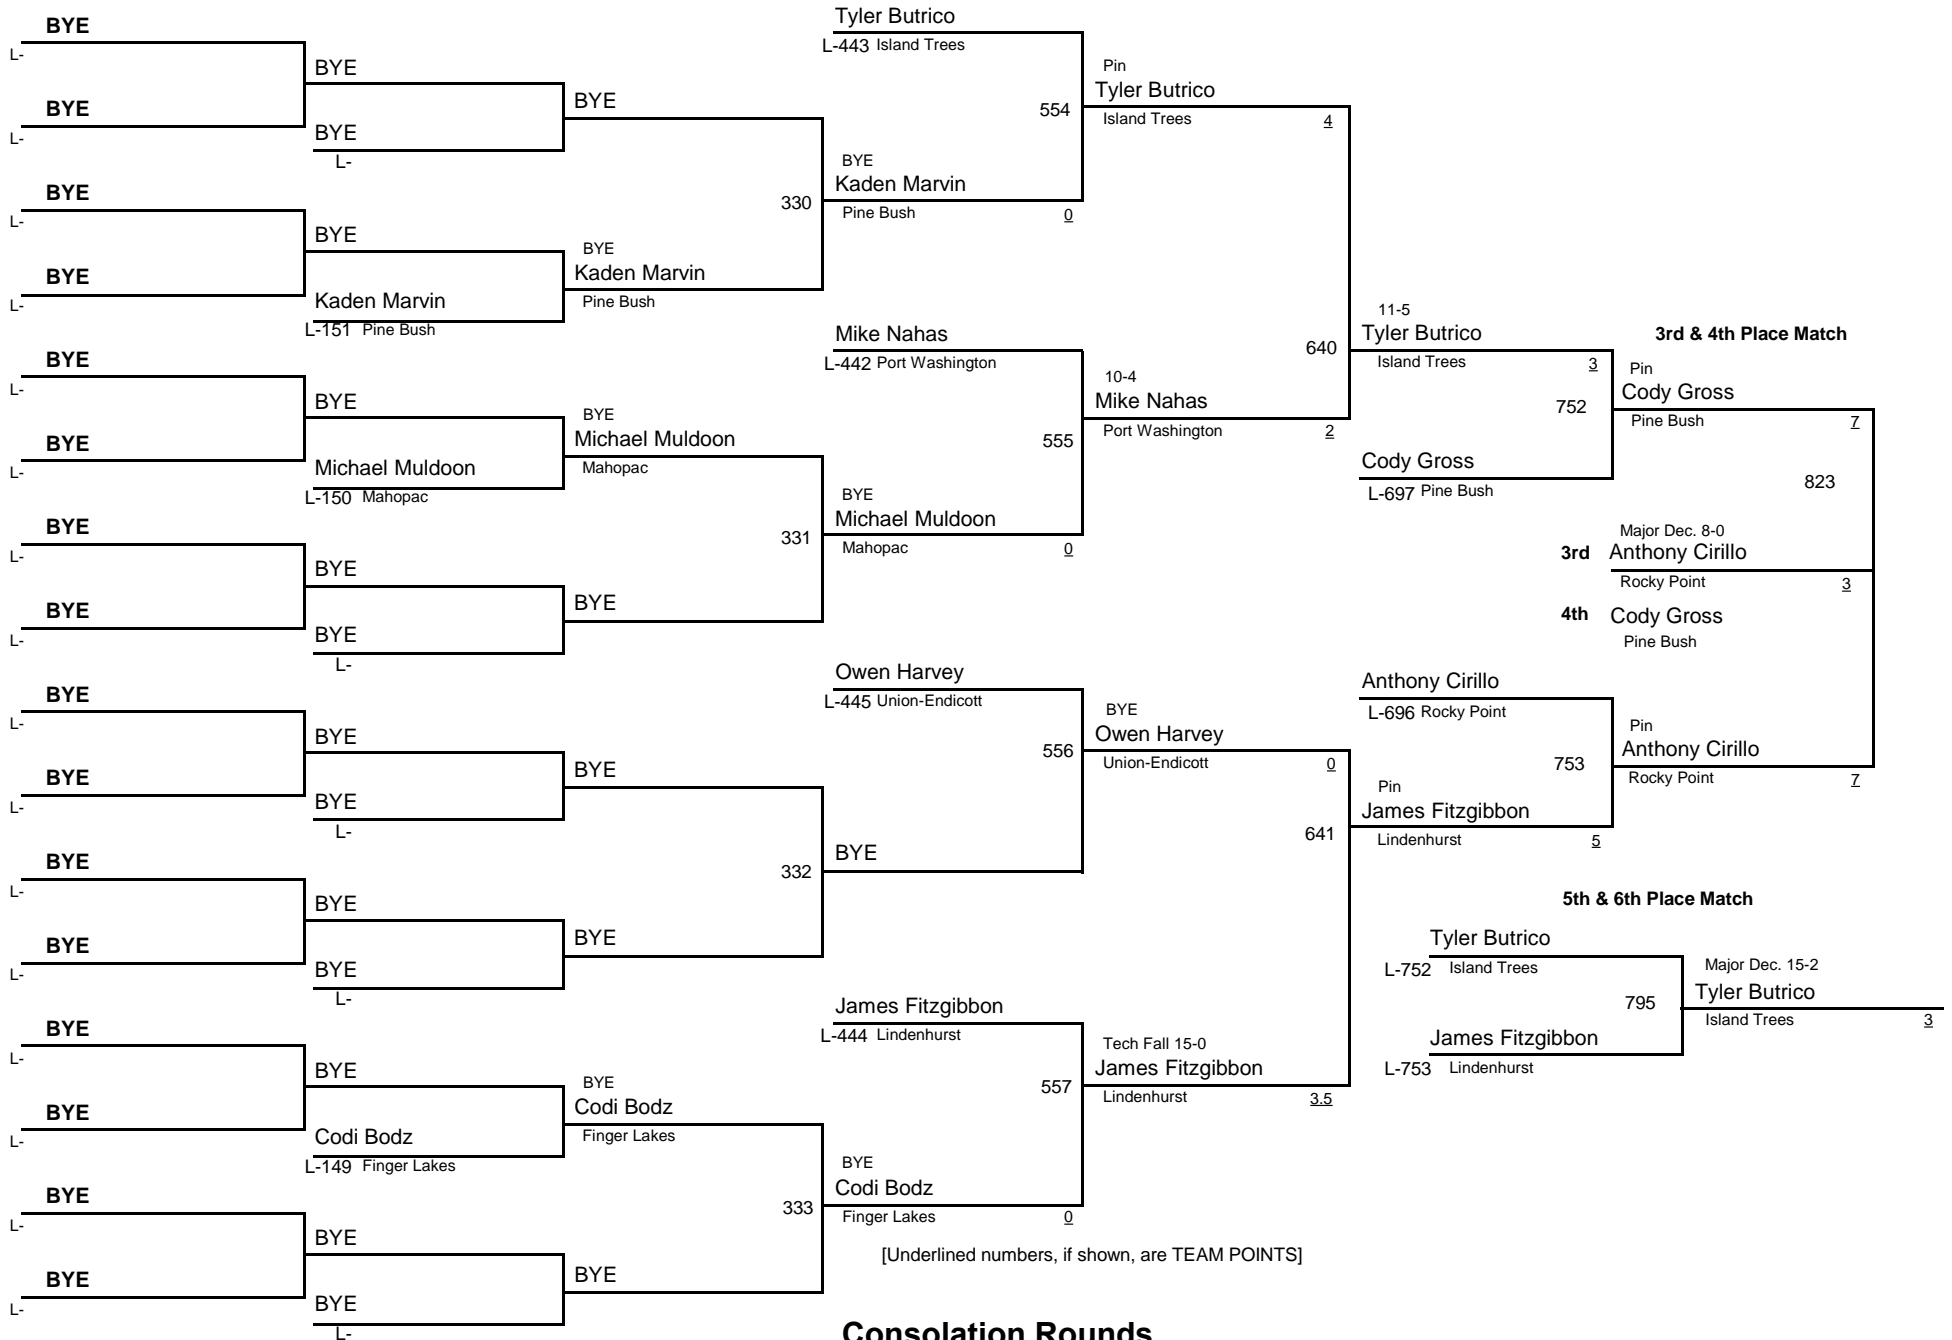 BYE
L-
BYE
L-
BYE
L-
BYE
L-
BYE
L-
BYE
L-
BYE
L-
BYE
L-
BYE
L-
BYE
L-
BYE
L-
BYE
L-
BYE
L-
BYE
L-
BYE
L-
BYE
L-
BYE
BYE
L-
BYE
Kaden Marvin
L-151 Pine Bush
BYE
Michael Muldoon
L-150 Mahopac
BYE
BYE
L-
BYE
BYE
L-
BYE
BYE
L-
BYE
Codi Bodz
L-149 Finger Lakes
BYE
BYE
L-
BYE
330
BYE
Kaden Marvin
Pine Bush
BYE
Michael Muldoon
Mahopac
331
BYE
BYE
332
BYE
BYE
Codi Bodz
Finger Lakes
333
BYE
Tyler Butrico
L-443 Island Trees
554
BYE
Kaden Marvin
Pine Bush 0
Mike Nahas
L-442 Port Washington
555
BYE
Michael Muldoon
Mahopac 0
Owen Harvey
L-445 Union-Endicott
556
BYE
James Fitzgibbon
L-444 Lindenhurst
557
BYE
Codi Bodz
Finger Lakes 0
Pin
Tyler Butrico
Island Trees 4
640
10-4
Mike Nahas
Port Washington 2
BYE
Owen Harvey
Union-Endicott 0
641
Tech Fall 15-0
James Fitzgibbon
Lindenhurst 3.5
11-5
Tyler Butrico
Island Trees 3
752
Cody Gross
L-697 Pine Bush
Anthony Cirillo
L-696 Rocky Point
753
Pin
James Fitzgibbon
Lindenhurst 5
3rd & 4th Place Match
Pin
Cody Gross
Pine Bush 7
823
Major Dec. 8-0
3rd Anthony Cirillo
Rocky Point 3
4th Cody Gross
Pine Bush
Pin
Anthony Cirillo
Rocky Point 7
5th & 6th Place Match
Tyler Butrico
L-752 Island Trees
795
James Fitzgibbon
L-753 Lindenhurst
Major Dec. 15-2
Tyler Butrico
Island Trees 3
[Underlined numbers, if shown, are TEAM POINTS]
Consolation Rounds